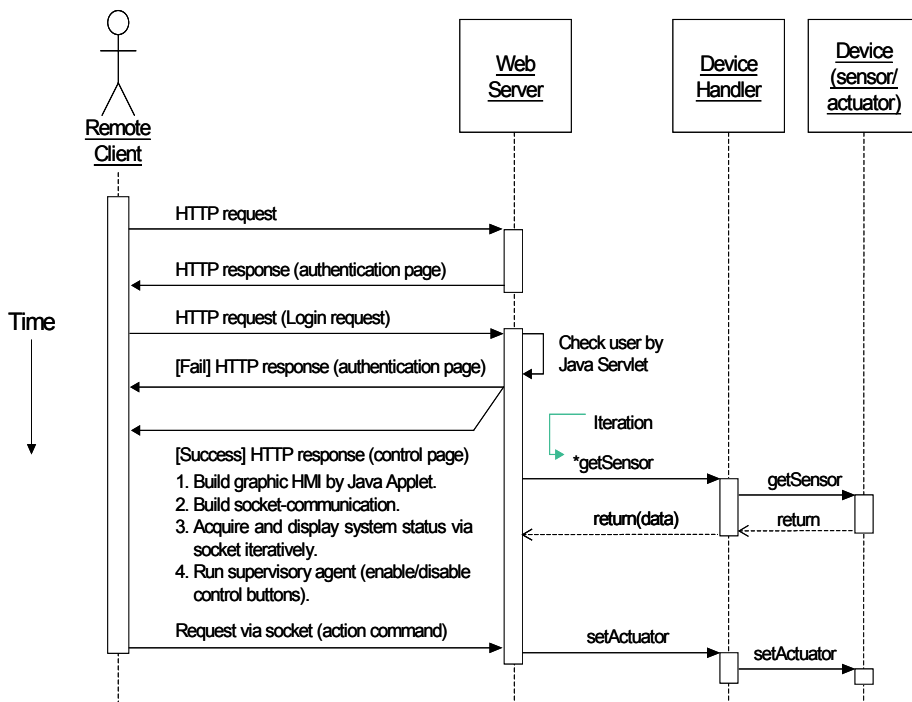 Remote
Client
Web
Server
Device
Handler
Device
(sensor/
actuator)
Time
HTTP request
HTTP response (authentication page)
HTTP request (Login request)
Check user by
Java Servlet
[Fail] HTTP response (authentication page)
Iteration
[Success] HTTP response (control page)
1. Build graphic HMI by Java Applet.
2. Build socket-communication.
3. Acquire and display system status via
socket iteratively.
4. Run supervisory agent (enable/disable
control buttons).
*getSensor
getSensor
return(data)
return
Request via socket (action command)
setActuator
setActuator